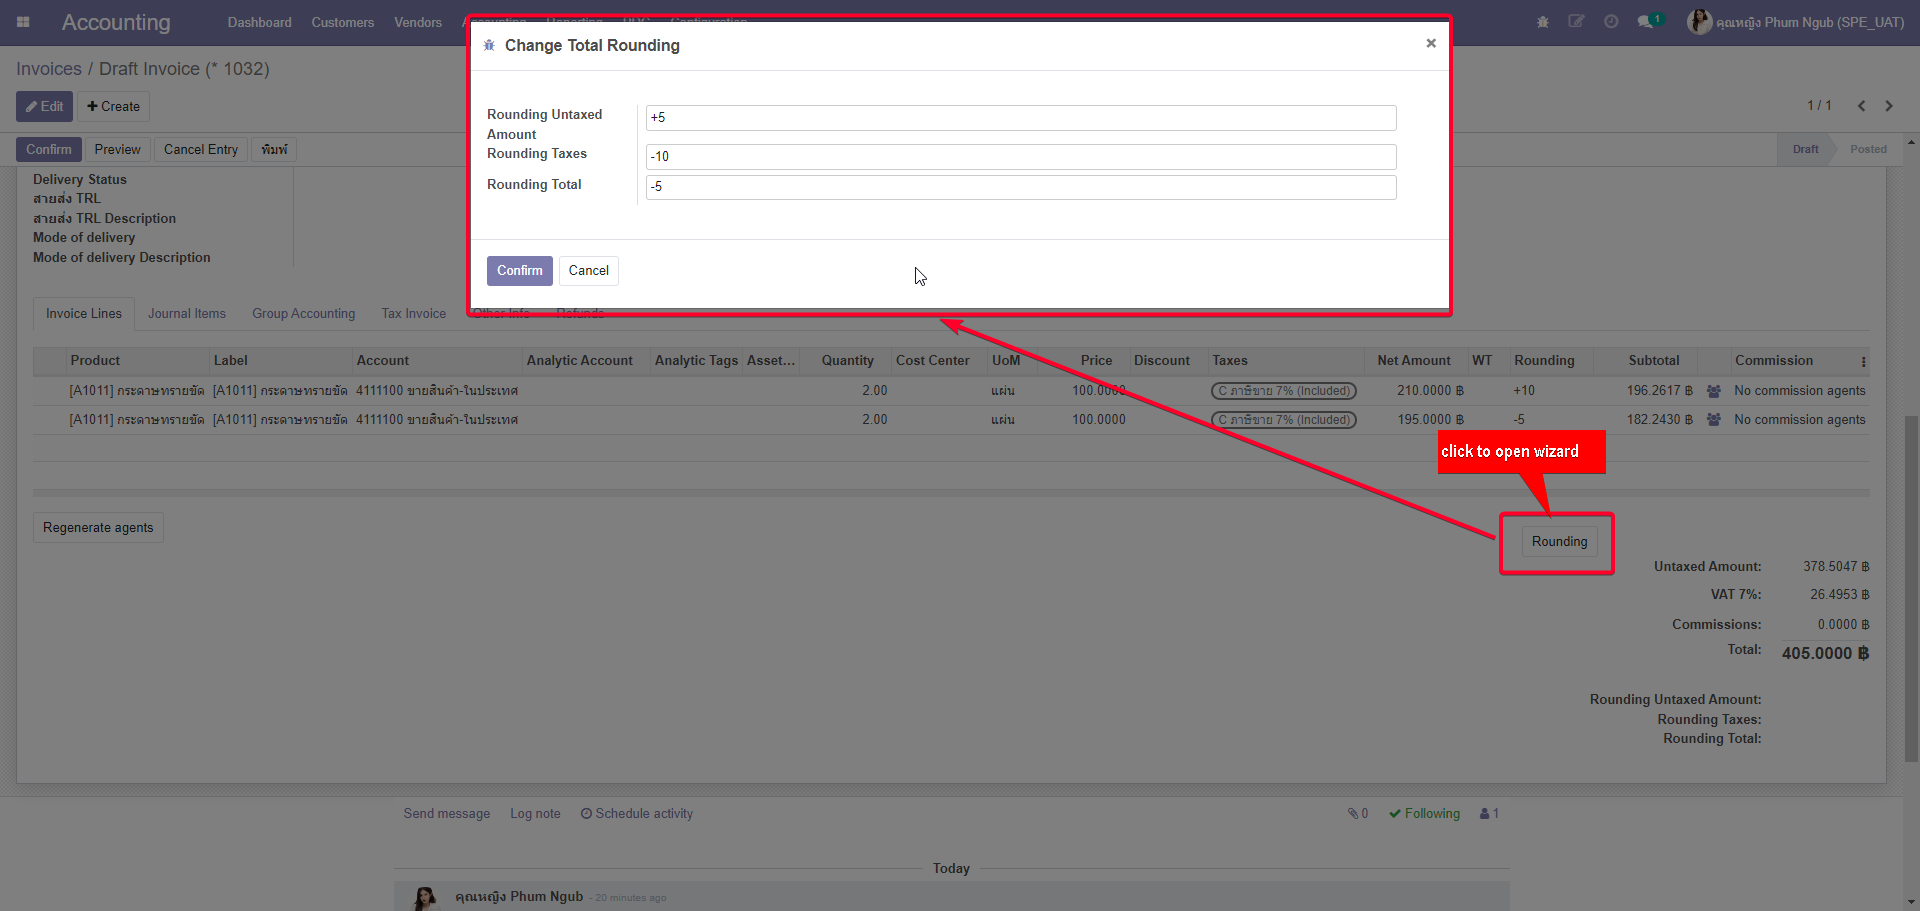 Accounting Dashboard Customers Vendors Accounting Reporting PDC Configuration 1 คุณหญิง Phum Ngub (SPE_UAT)
Change Total Rounding ×
Invoices / Draft Invoice (* 1032)
Edit Create 1 / 1
Confirm Preview Cancel Entry พิมพ์ Draft Posted
Rounding Untaxed Amount +5
Rounding Taxes -10
Rounding Total -5
Confirm Cancel
Delivery Status
สายส่ง TRL
สายส่ง TRL Description
Mode of delivery
Mode of delivery Description
Invoice Lines Journal Items Group Accounting Tax Invoice Other Info Refunds
Product Label Account Analytic Account Analytic Tags Asset... Quantity Cost Center UoM Price Discount Taxes Net Amount WT Rounding Subtotal Commission
[A1011] กระดาษทรายขัด [A1011] กระดาษทรายขัด 4111100 ขายสินค้า-ในประเทศ 2.00 แผ่น 100.0000 C ภาษีขาย 7% (Included) 210.0000 ฿ +10 196.2617 ฿ No commission agents
[A1011] กระดาษทรายขัด [A1011] กระดาษทรายขัด 4111100 ขายสินค้า-ในประเทศ 2.00 แผ่น 100.0000 C ภาษีขาย 7% (Included) 195.0000 ฿ -5 182.2430 ฿ No commission agents
click to open wizard
Regenerate agents
Rounding
Untaxed Amount: 378.5047 ฿
VAT 7%: 26.4953 ฿
Commissions: 0.0000 ฿
Total: 405.0000 ฿
Rounding Untaxed Amount:
Rounding Taxes:
Rounding Total:
Send message Log note Schedule activity 0 Following 1
Today
คุณหญิง Phum Ngub - 20 minutes ago